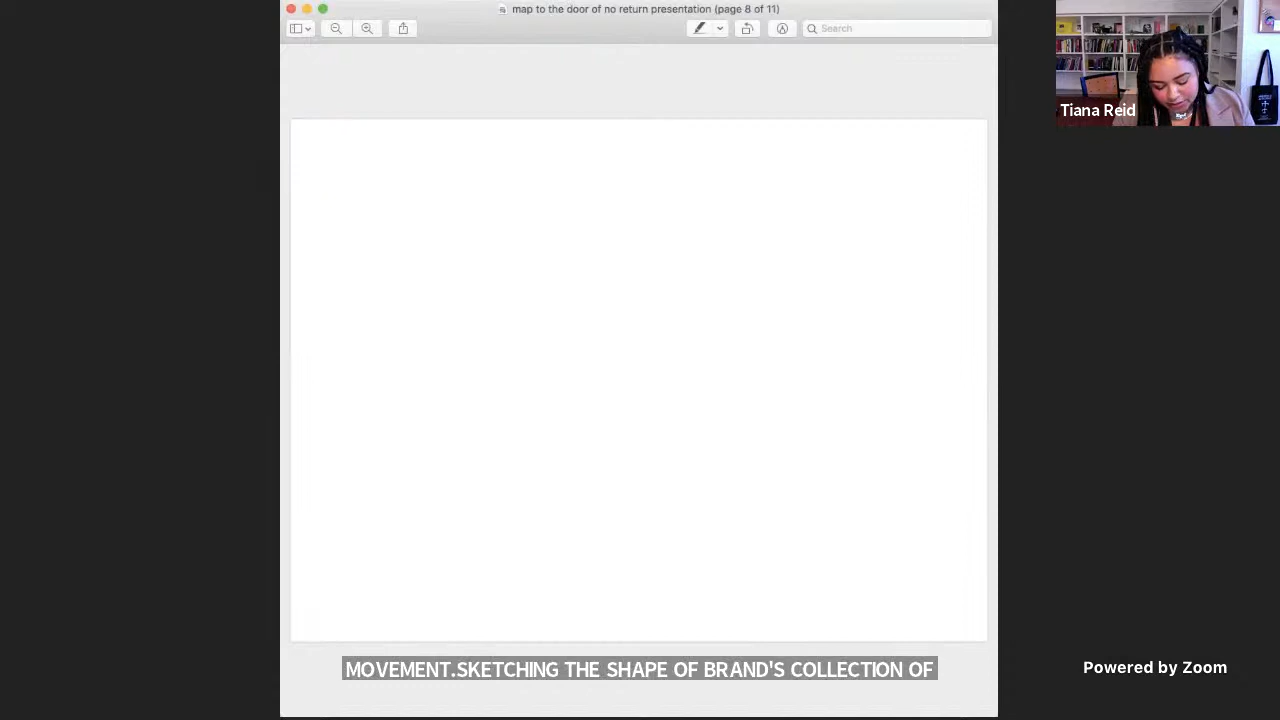 map to the door of no return presentation (page 8 of 11)
Search
Tiana Reid
MOVEMENT.SKETCHING THE SHAPE OF BRAND'S COLLECTION OF
Powered by Zoom